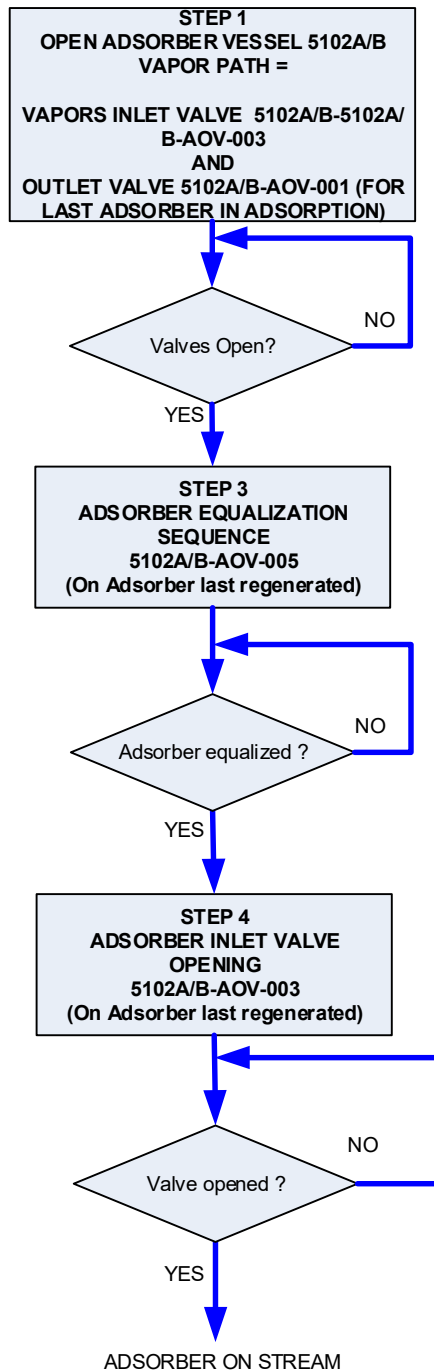 STEP 1
OPEN ADSORBER VESSEL 5102A/B
VAPOR PATH =
VAPORS INLET VALVE 5102A/B-5102A/
B-AOV-003
AND
OUTLET VALVE 5102A/B-AOV-001 (FOR
LAST ADSORBER IN ADSORPTION)
Valves Open?
NO
YES
STEP 3
ADSORBER EQUALIZATION
SEQUENCE
5102A/B-AOV-005
(On Adsorber last regenerated)
Adsorber equalized ?
NO
YES
STEP 4
ADSORBER INLET VALVE
OPENING
5102A/B-AOV-003
(On Adsorber last regenerated)
Valve opened ?
NO
YES
ADSORBER ON STREAM